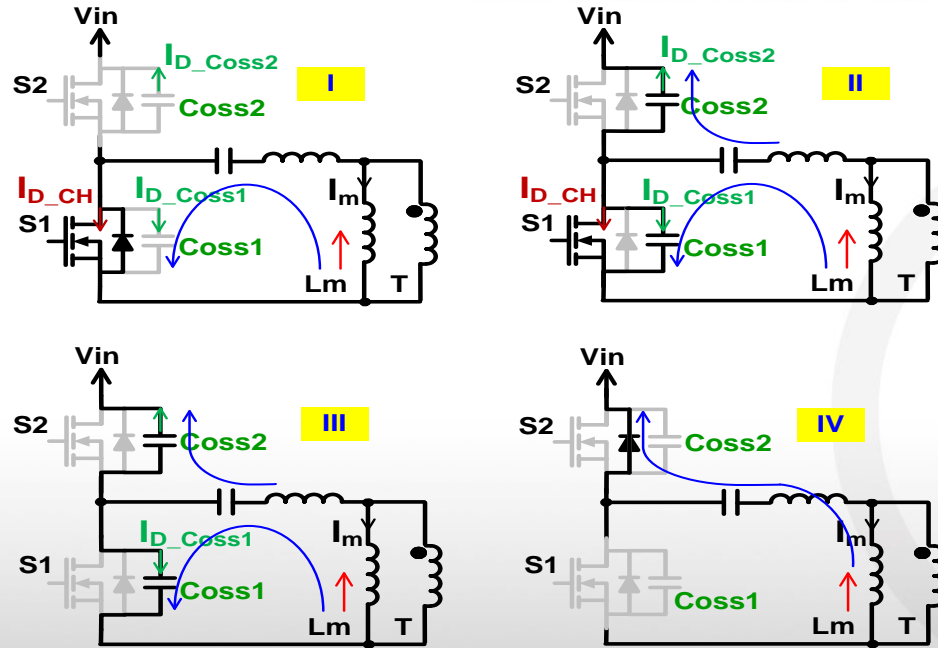 Vin
I_D_Coss2
S2
I
Coss2
I_D_CH
I_D_Coss1
I_m
S1
Coss1
Lm
T
Vin
I_D_Coss2
S2
II
Coss2
I_D_CH
I_D_Coss1
I_m
S1
Coss1
Lm
T
Vin
S2
III
Coss2
I_D_Coss1
I_m
S1
Coss1
Lm
T
Vin
S2
IV
Coss2
I_m
S1
Coss1
Lm
T